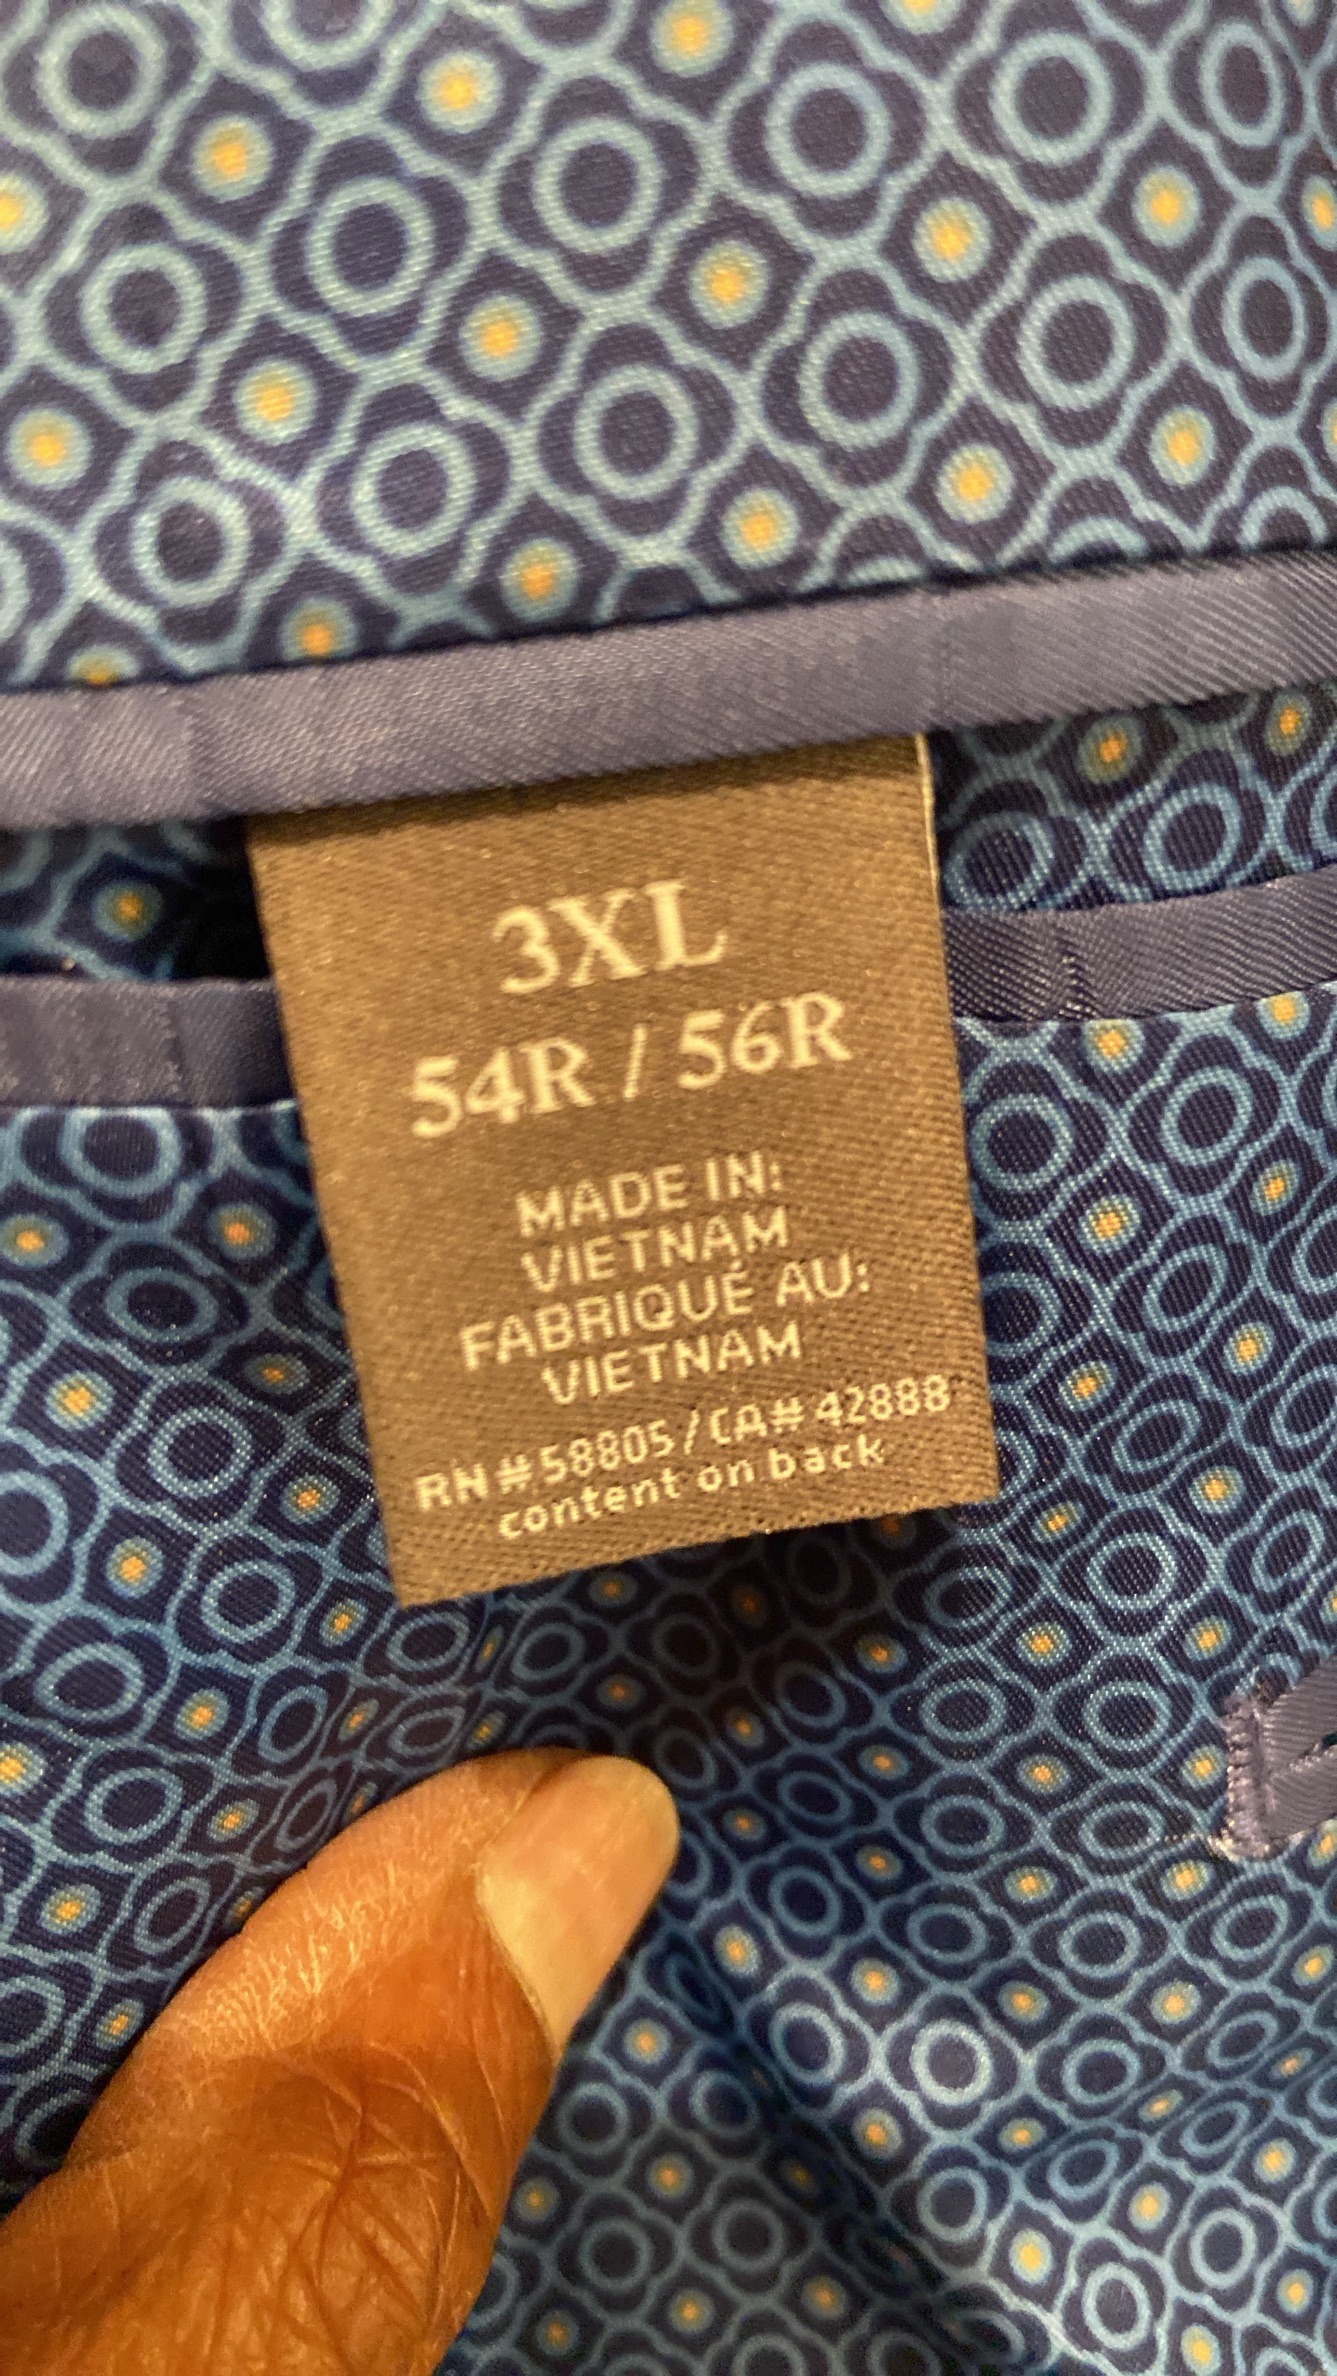 3XL
54R / 56R
MADE IN:
VIETNAM
FABRIQUÉ AU:
VIETNAM
RN#58805/CA#42888
content on back